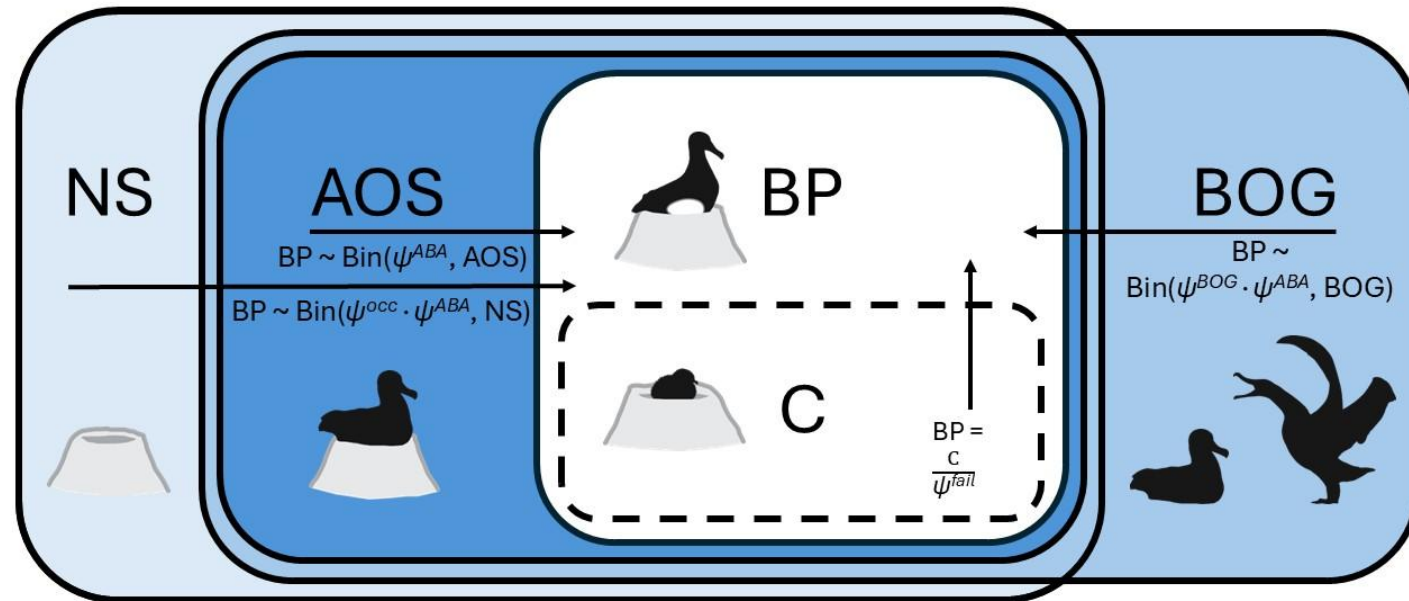 NS
AOS
BP ~ Bin(ψ^ABA, AOS)
BP ~ Bin(ψ^occ · ψ^ABA, NS)
BP
C
BP =
C
ψ^fail
BOG
BP ~
Bin(ψ^BOG · ψ^ABA, BOG)